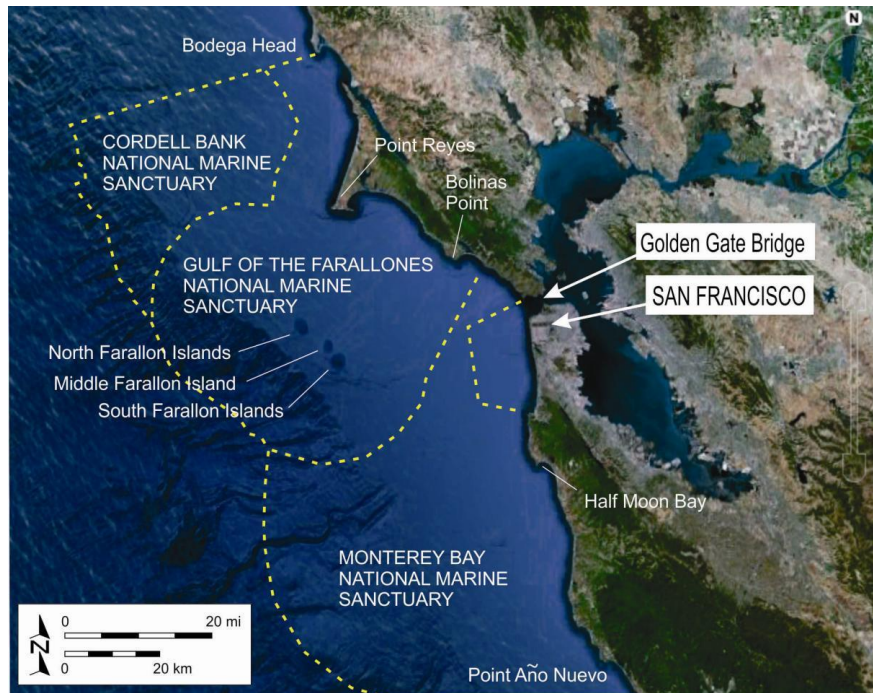 N
Bodega Head
CORDELL BANK
NATIONAL MARINE
SANCTUARY
Point Reyes
Bolinas
Point
Golden Gate Bridge
GULF OF THE FARALLONES
NATIONAL MARINE
SANCTUARY
SAN FRANCISCO
North Farallon Islands
Middle Farallon Island
South Farallon Islands
Half Moon Bay
MONTEREY BAY
NATIONAL MARINE
SANCTUARY
0 20 mi
N
0 20 km
Point Año Nuevo